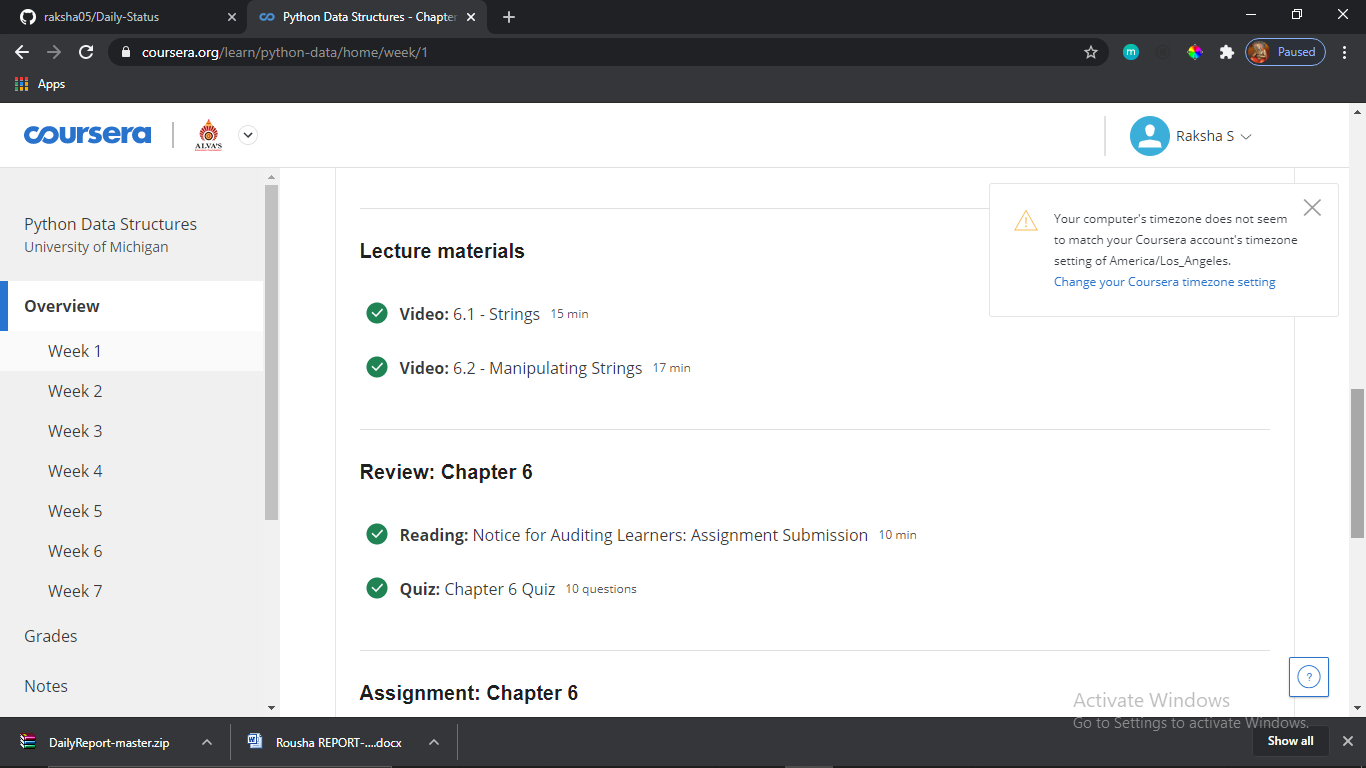 raksha05/Daily-Status
Python Data Structures - Chapter
coursera.org/learn/python-data/home/week/1
m
Paused
Apps
coursera
ALVA'S
Raksha S
Python Data Structures
University of Michigan
Overview
Week 1
Week 2
Week 3
Week 4
Week 5
Week 6
Week 7
Grades
Notes
Your computer's timezone does not seem
to match your Coursera account's timezone
setting of America/Los_Angeles.
Change your Coursera timezone setting
Lecture materials
Video: 6.1 - Strings 15 min
Video: 6.2 - Manipulating Strings 17 min
Review: Chapter 6
Reading: Notice for Auditing Learners: Assignment Submission 10 min
Quiz: Chapter 6 Quiz 10 questions
Assignment: Chapter 6
?
Activate Windows
Go to Settings to activate Windows.
DailyReport-master.zip
Rousha REPORT-....docx
Show all